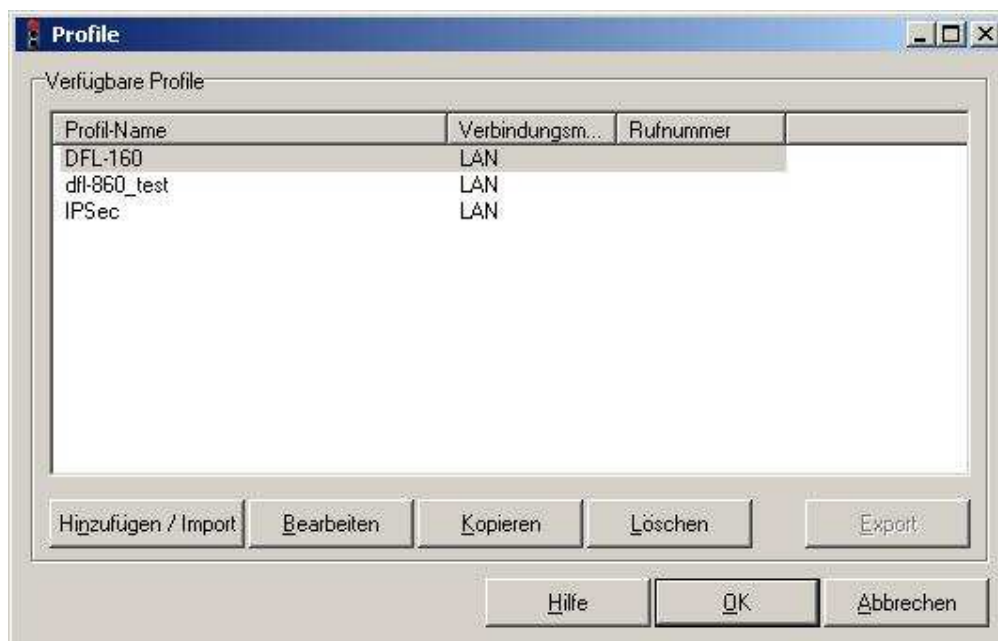 Profile
Verfügbare Profile
Profil-Name Verbindungsm... Rufnummer
DFL-160 LAN
dfl-860_test LAN
IPSec LAN
Hinzufügen / Import Bearbeiten Kopieren Löschen Export
Hilfe OK Abbrechen